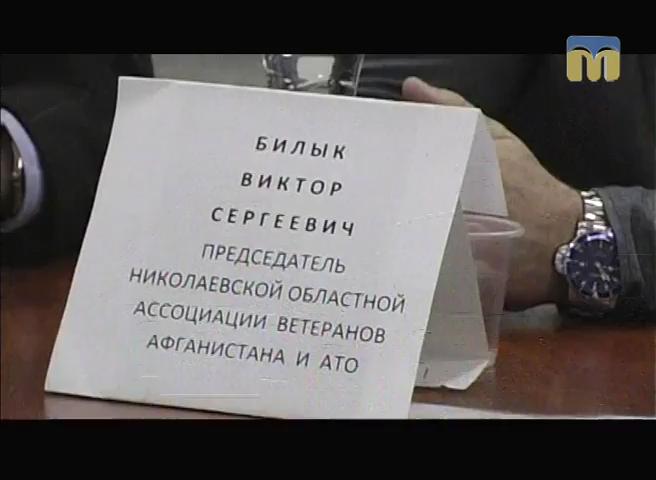 БИЛЫК
ВИКТОР
СЕРГЕЕВИЧ
ПРЕДСЕДАТЕЛЬ
НИКОЛАЕВСКОЙ ОБЛАСТНОЙ
АССОЦИАЦИИ ВЕТЕРАНОВ
АФГАНИСТАНА И АТО